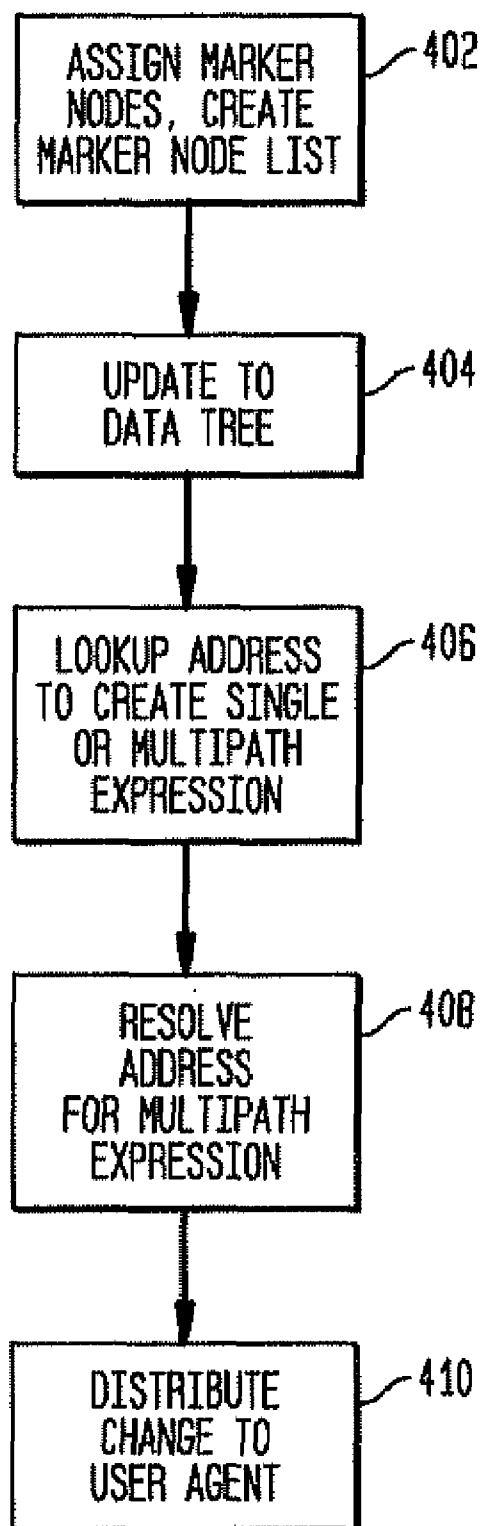 ASSIGN MARKER
NODES, CREATE
MARKER NODE LIST
402
UPDATE TO
DATA TREE
404
LOOKUP ADDRESS
TO CREATE SINGLE
OR MULTIPATH
EXPRESSION
406
RESOLVE
ADDRESS
FOR MULTIPATH
EXPRESSION
408
DISTRIBUTE
CHANGE TO
USER AGENT
410